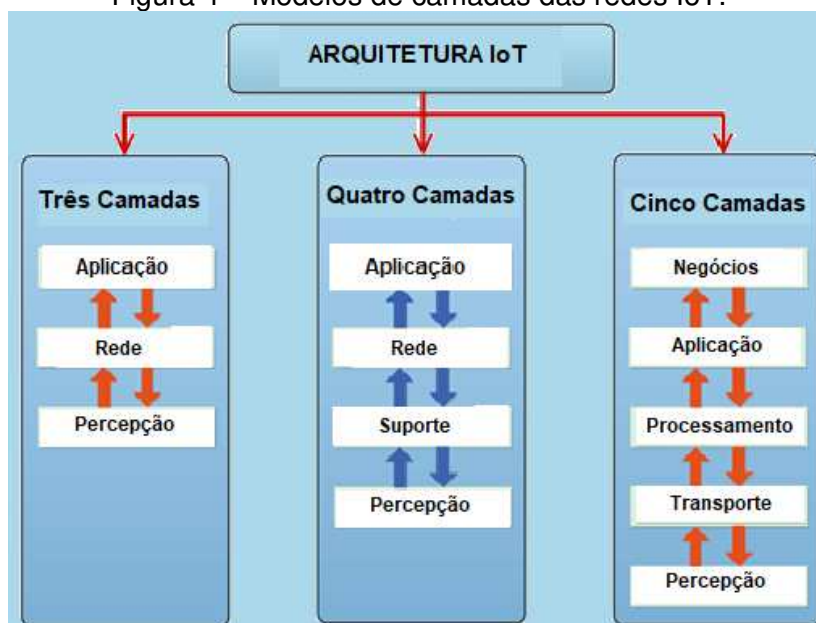 Figura 1 – Modelos de camadas das redes IoT.
ARQUITETURA IoT
Três Camadas
Aplicação
Rede
Percepção
Quatro Camadas
Aplicação
Rede
Suporte
Percepção
Cinco Camadas
Negócios
Aplicação
Processamento
Transporte
Percepção